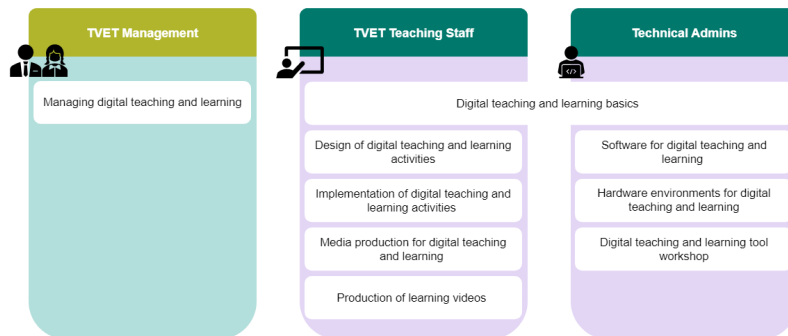 TVET Management
TVET Teaching Staff
Technical Admins
Managing digital teaching and learning
Digital teaching and learning basics
Design of digital teaching and learning
activities
Implementation of digital teaching and
learning activities
Media production for digital teaching
and learning
Production of learning videos
Software for digital teaching and
learning
Hardware environments for digital
teaching and learning
Digital teaching and learning tool
workshop